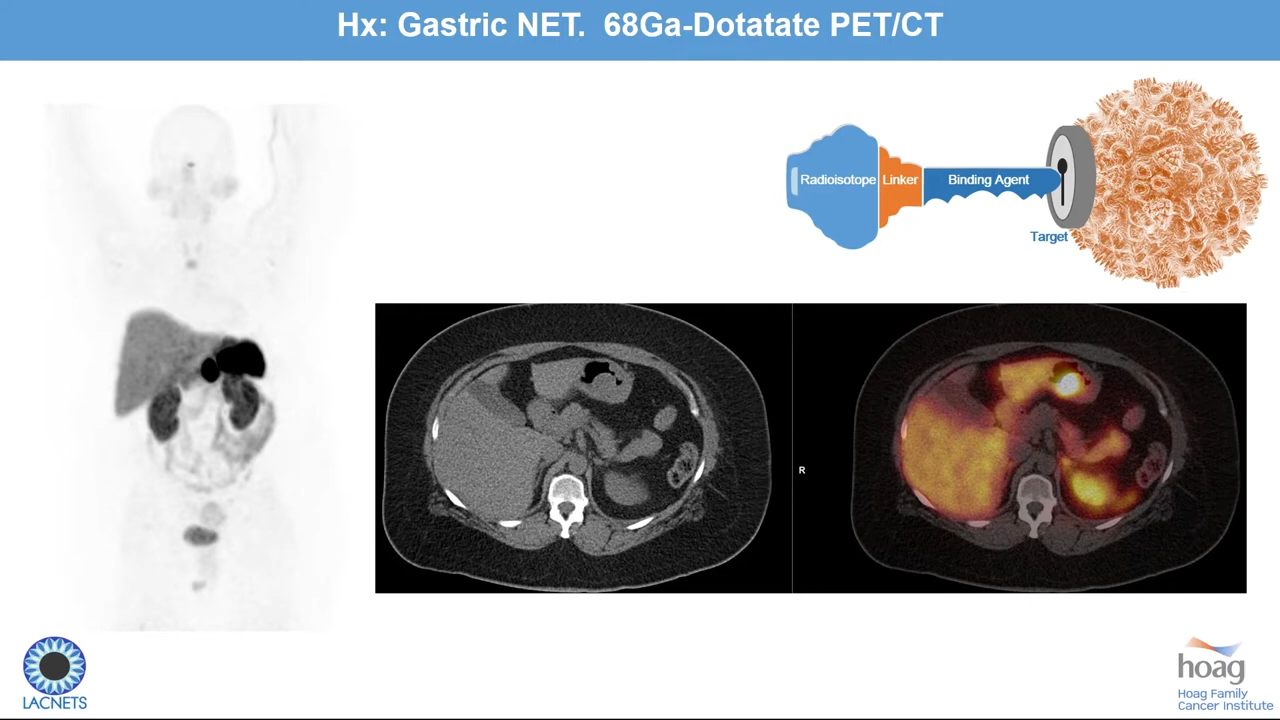 Hx: Gastric NET.  68Ga-Dotatate PET/CT
Radioisotope
Linker
Binding Agent
Target
R
LACNETS
hoag
Hoag Family
Cancer Institute